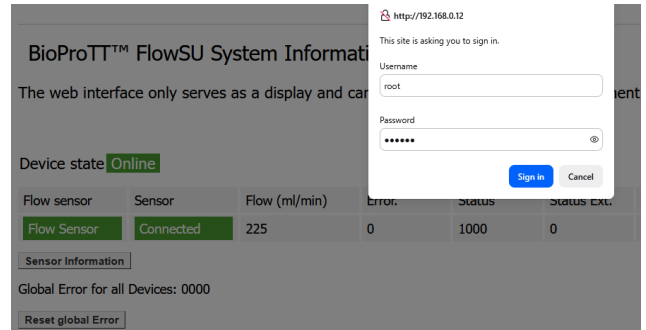 http://192.168.0.12
This site is asking you to sign in.
Username
root
Password
••••••
Sign in Cancel
BioProTT™ FlowSU System Informati
The web interface only serves as a display and car ent
Device state Online
Flow sensor Sensor Flow (ml/min) Error. Status Status Ext.
Flow Sensor Connected 225 0 1000 0
Sensor Information
Global Error for all Devices: 0000
Reset global Error